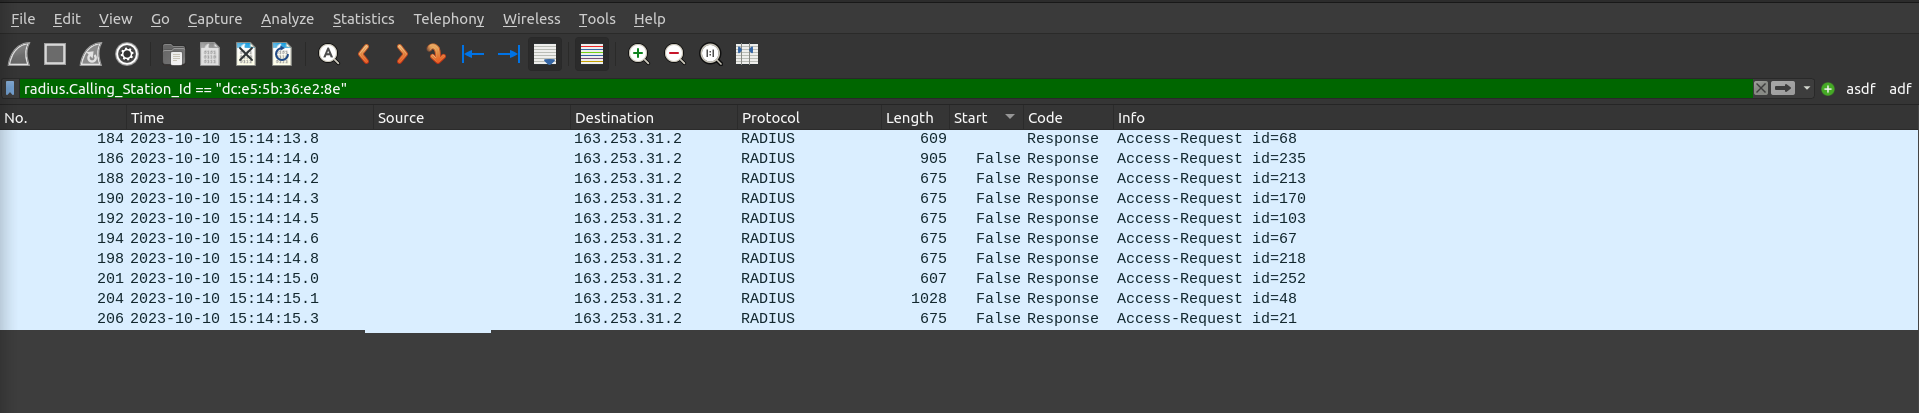 File Edit View Go Capture Analyze Statistics Telephony Wireless Tools Help
radius.Calling_Station_Id == "dc:e5:5b:36:e2:8e" asdf adf
No. Time Source Destination Protocol Length Start Code Info
184 2023-10-10 15:14:13.8 163.253.31.2 RADIUS 609 Response Access-Request id=68
186 2023-10-10 15:14:14.0 163.253.31.2 RADIUS 905 False Response Access-Request id=235
188 2023-10-10 15:14:14.2 163.253.31.2 RADIUS 675 False Response Access-Request id=213
190 2023-10-10 15:14:14.3 163.253.31.2 RADIUS 675 False Response Access-Request id=170
192 2023-10-10 15:14:14.5 163.253.31.2 RADIUS 675 False Response Access-Request id=103
194 2023-10-10 15:14:14.6 163.253.31.2 RADIUS 675 False Response Access-Request id=67
198 2023-10-10 15:14:14.8 163.253.31.2 RADIUS 675 False Response Access-Request id=218
201 2023-10-10 15:14:15.0 163.253.31.2 RADIUS 607 False Response Access-Request id=252
204 2023-10-10 15:14:15.1 163.253.31.2 RADIUS 1028 False Response Access-Request id=48
206 2023-10-10 15:14:15.3 163.253.31.2 RADIUS 675 False Response Access-Request id=21